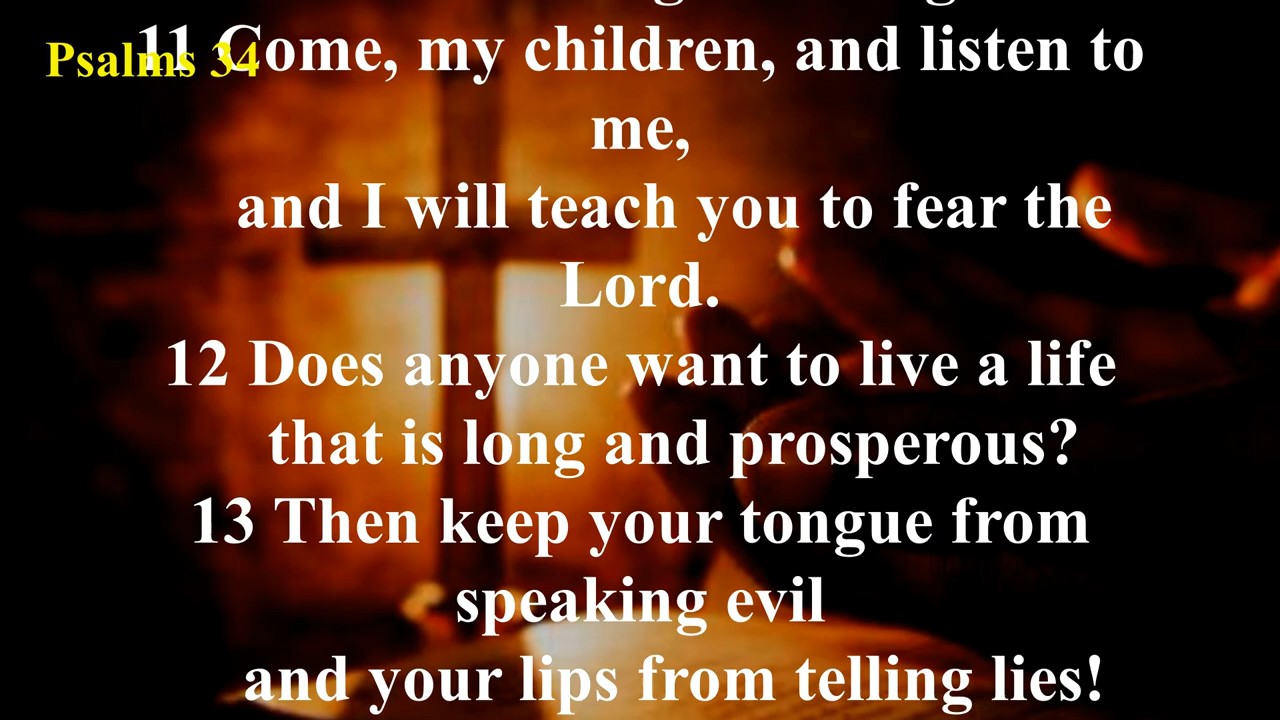 Psalms 34
11 Come, my children, and listen to
me,
and I will teach you to fear the
Lord.
12 Does anyone want to live a life
that is long and prosperous?
13 Then keep your tongue from
speaking evil
and your lips from telling lies!